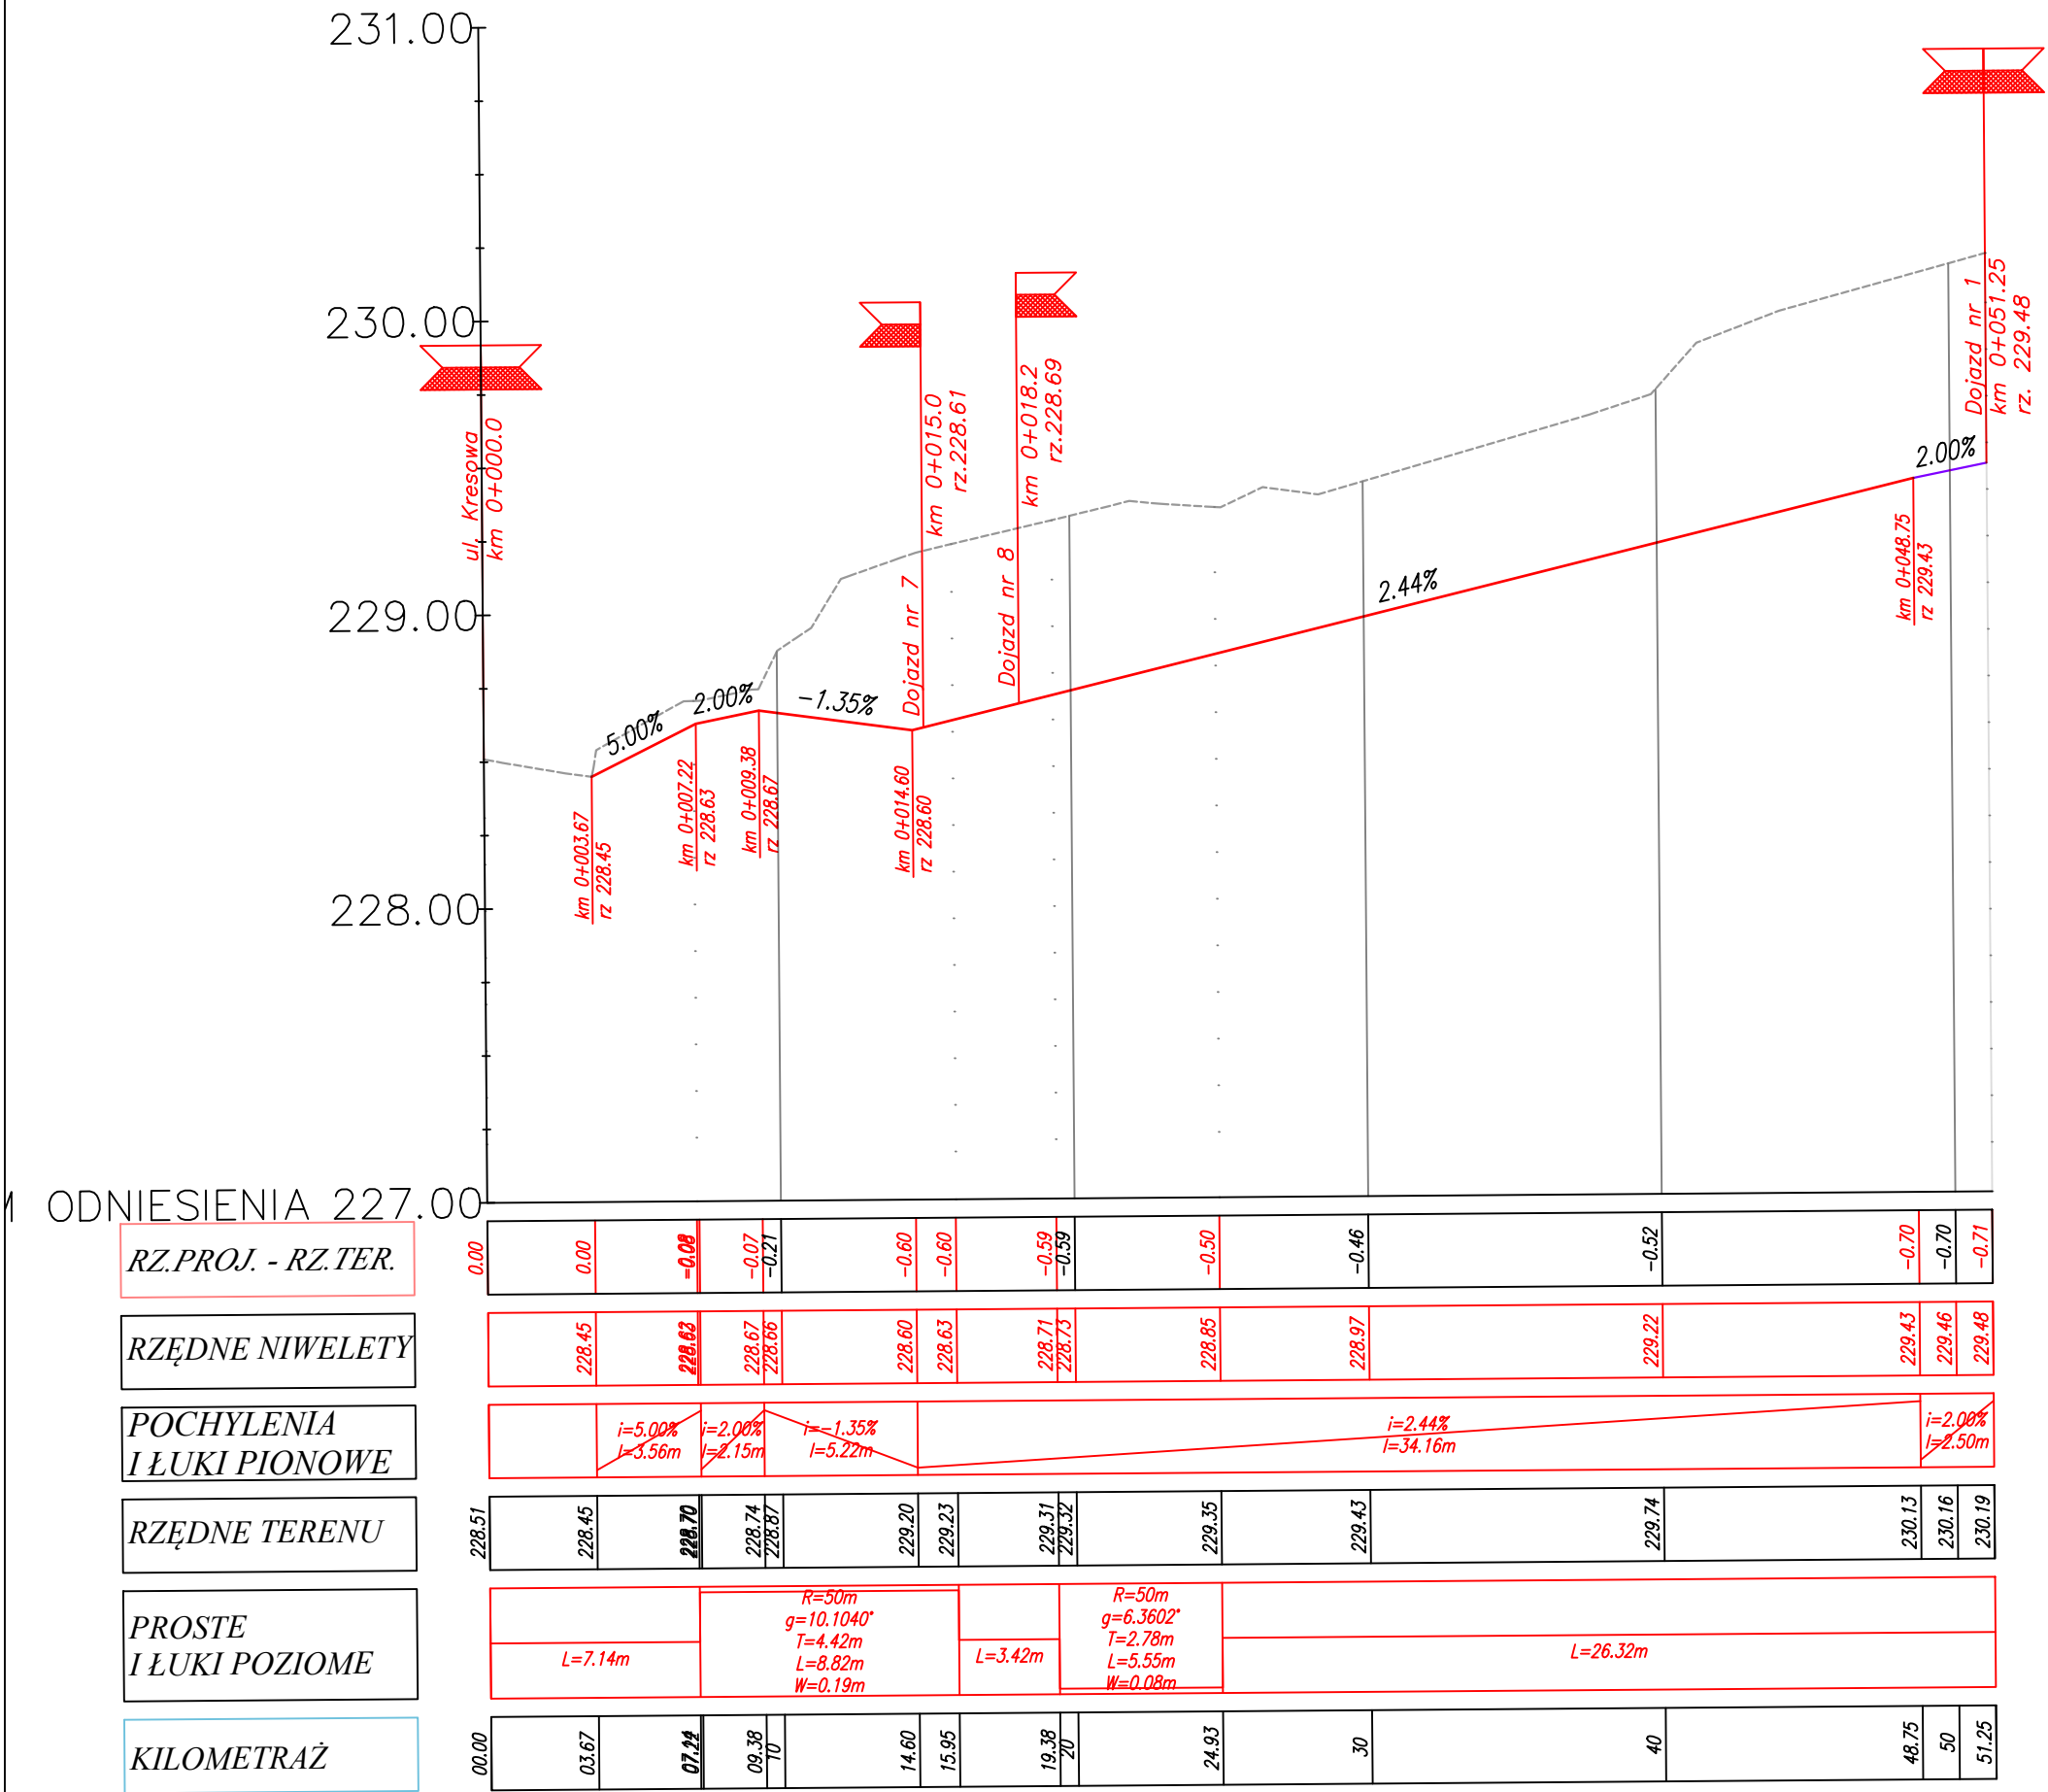 231.00
230.00
229.00
228.00
ODNIESIENIA 227.00
ul. Kresowa
km 0+000.0
Dojazd nr 7
km 0+015.0
rz.228.61
Dojazd nr 8
km 0+018.2
rz.228.69
Dojazd nr 1
km 0+051.25
rz. 229.48
5.00%
2.00%
-1.35%
2.44%
2.00%
km 0+003.67
rz 228.45
km 0+007.22
rz 228.63
km 0+009.38
rz 228.67
km 0+014.60
rz 228.60
km 0+048.75
rz 229.43
RZ.PROJ. - RZ.TER.
0.00 0.00 -0.07 -0.21 -0.60 -0.60 -0.59 -0.59 -0.50 -0.46 -0.52 -0.70 -0.70 -0.71
RZĘDNE NIWELETY
228.45 228.67 228.66 228.60 228.63 228.71 228.73 228.85 228.97 229.22 229.43 229.46 229.48
POCHYLENIA
I ŁUKI PIONOWE
i=5.00%
l=3.56m
i=2.00%
l=2.15m
i=-1.35%
l=5.22m
i=2.44%
l=34.16m
i=2.00%
l=2.50m
RZĘDNE TERENU
228.51 228.45 228.70 228.74 228.87 229.20 229.23 229.31 229.32 229.35 229.43 229.74 230.13 230.16 230.19
PROSTE
I ŁUKI POZIOME
L=7.14m
R=50m
g=10.1040°
T=4.42m
L=8.82m
W=0.19m
L=3.42m
R=50m
g=6.3602°
T=2.78m
L=5.55m
W=0.08m
L=26.32m
KILOMETRAŻ
00.00 03.67 09.38 10 14.60 15.95 19.38 20 24.93 30 40 48.75 50 51.25